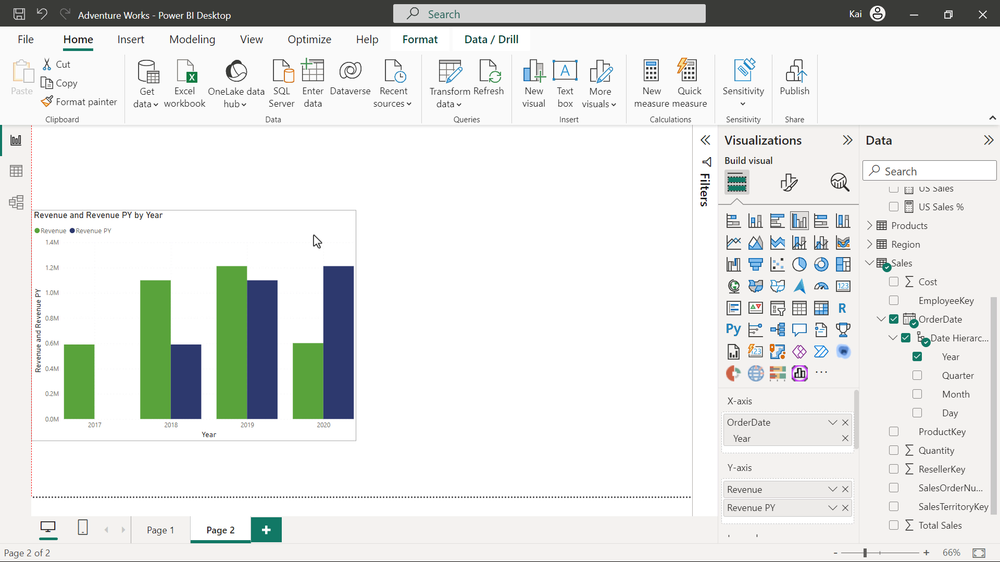 Adventure Works - Power BI Desktop
Search
Kai
File
Home
Insert
Modeling
View
Optimize
Help
Format
Data / Drill
Paste
Cut
Copy
Format painter
Clipboard
Get data
Excel workbook
OneLake data hub
SQL Server
Enter data
Dataverse
Recent sources
Data
Transform data
Refresh
Queries
New visual
Text box
More visuals
Insert
New measure
Quick measure
Calculations
Sensitivity
Sensitivity
Publish
Share
Revenue and Revenue PY by Year
Revenue
Revenue PY
1.4M
1.2M
1.0M
0.8M
0.6M
0.4M
0.2M
0.0M
Revenue and Revenue PY
2017
2018
2019
2020
Year
Filters
Visualizations
Build visual
123
R
Py
123
X-axis
OrderDate
Year
Y-axis
Revenue
Revenue PY
Data
Search
US Sales
US Sales %
Products
Region
Sales
Cost
EmployeeKey
OrderDate
Date Hierarc...
Year
Quarter
Month
Day
ProductKey
Quantity
ResellerKey
SalesOrderNu...
SalesTerritoryKey
Total Sales
Page 1
Page 2
Page 2 of 2
66%